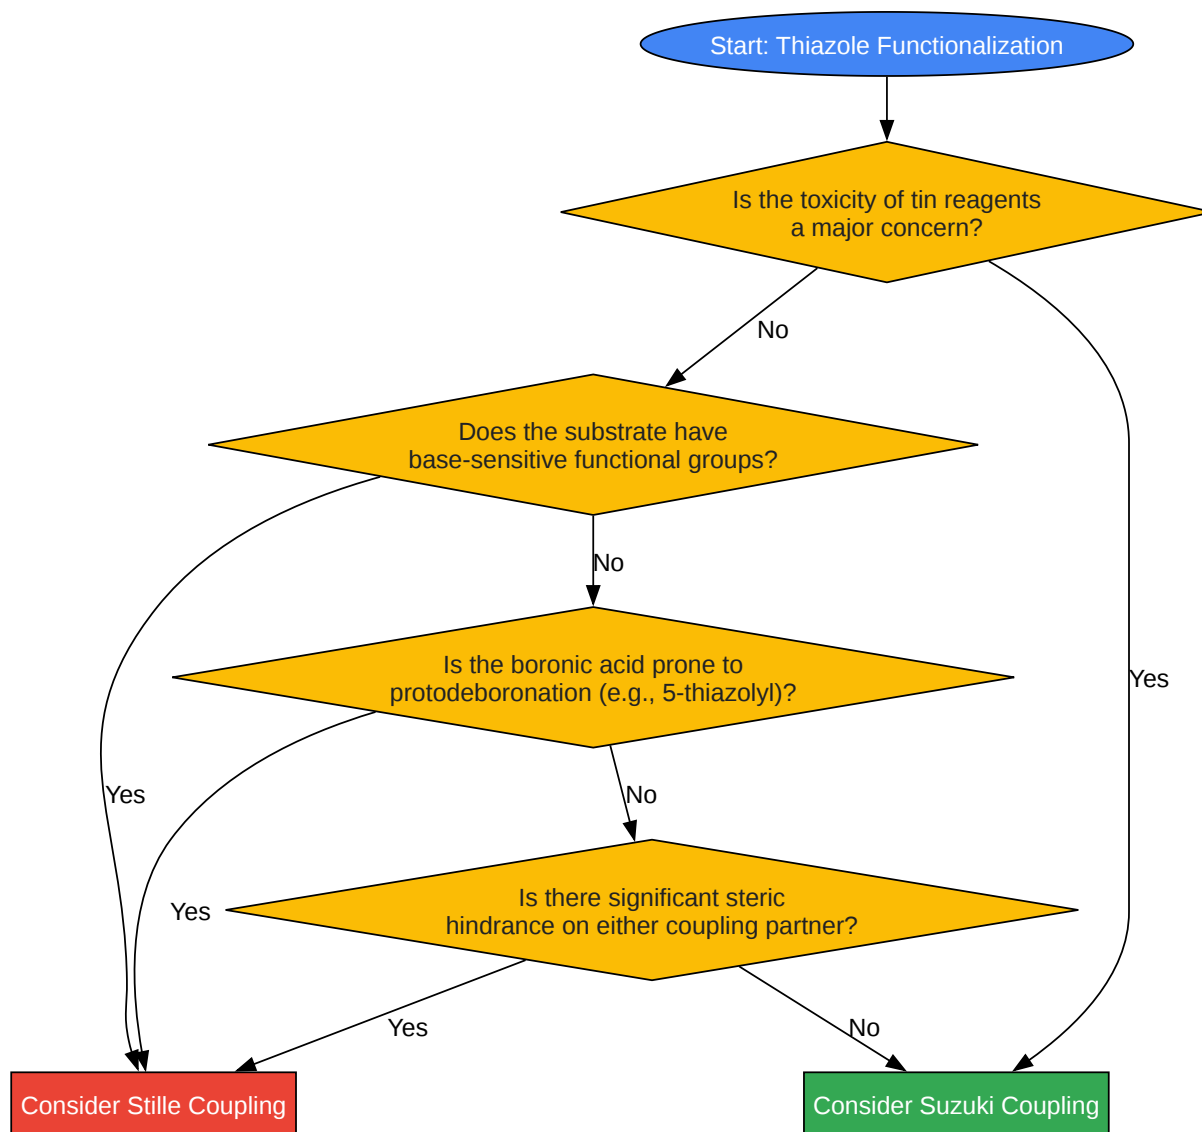 Start: Thiazole Functionalization
Is the toxicity of tin reagents
a major concern?
No
Does the substrate have
base-sensitive functional groups?
No
Is the boronic acid prone to
protodeboronation (e.g., 5-thiazolyl)?
Yes
Yes
No
Is there significant steric
hindrance on either coupling partner?
Yes
Yes
No
Consider Stille Coupling
Consider Suzuki Coupling